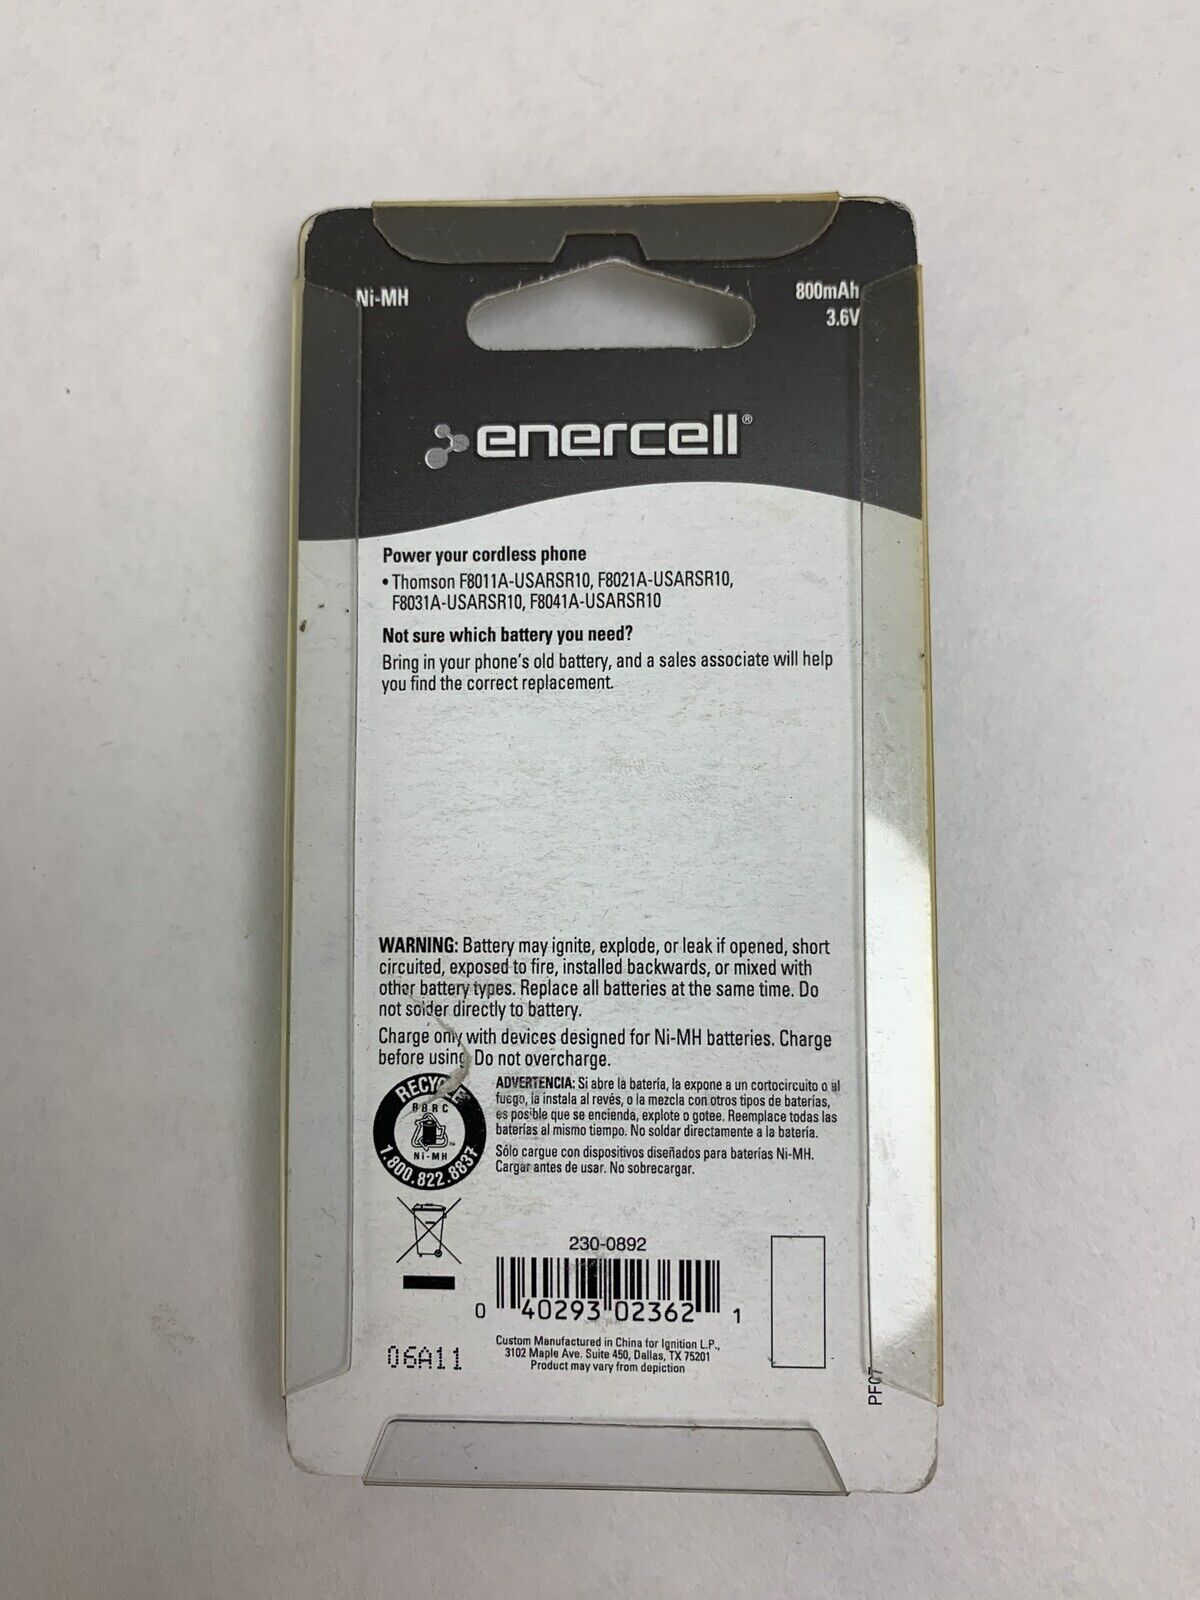 Ni-MH
800mAh
3.6V
enercell®
Power your cordless phone
• Thomson F8011A-USARSR10, F8021A-USARSR10,
F8031A-USARSR10, F8041A-USARSR10
Not sure which battery you need?
Bring in your phone's old battery, and a sales associate will help
you find the correct replacement.
WARNING: Battery may ignite, explode, or leak if opened, short
circuited, exposed to fire, installed backwards, or mixed with
other battery types. Replace all batteries at the same time. Do
not solder directly to battery.
Charge only with devices designed for Ni-MH batteries. Charge
before using. Do not overcharge.
RECYCLE
RBRC
Ni-MH
1.800.822.8837
ADVERTENCIA: Si abre la batería, la expone a un cortocircuito o al
fuego, la instala al revés, o la mezcla con otros tipos de baterías,
es posible que se encienda, explote o gotee. Reemplace todas las
baterías al mismo tiempo. No soldar directamente a la batería.
Sólo cargue con dispositivos diseñados para baterías Ni-MH.
Cargar antes de usar. No sobrecargar.
230-0892
0 40293 02362 1
06A11
Custom Manufactured in China for Ignition L.P.,
3102 Maple Ave. Suite 450, Dallas, TX 75201
Product may vary from depiction
PF07